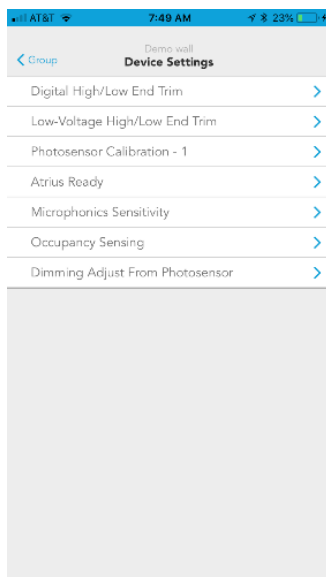 AT&T 7:49 AM 23%
Demo wall
Group Device Settings
Digital High/Low End Trim
Low-Voltage High/Low End Trim
Photosensor Calibration - 1
Atrius Ready
Microphonics Sensitivity
Occupancy Sensing
Dimming Adjust From Photosensor